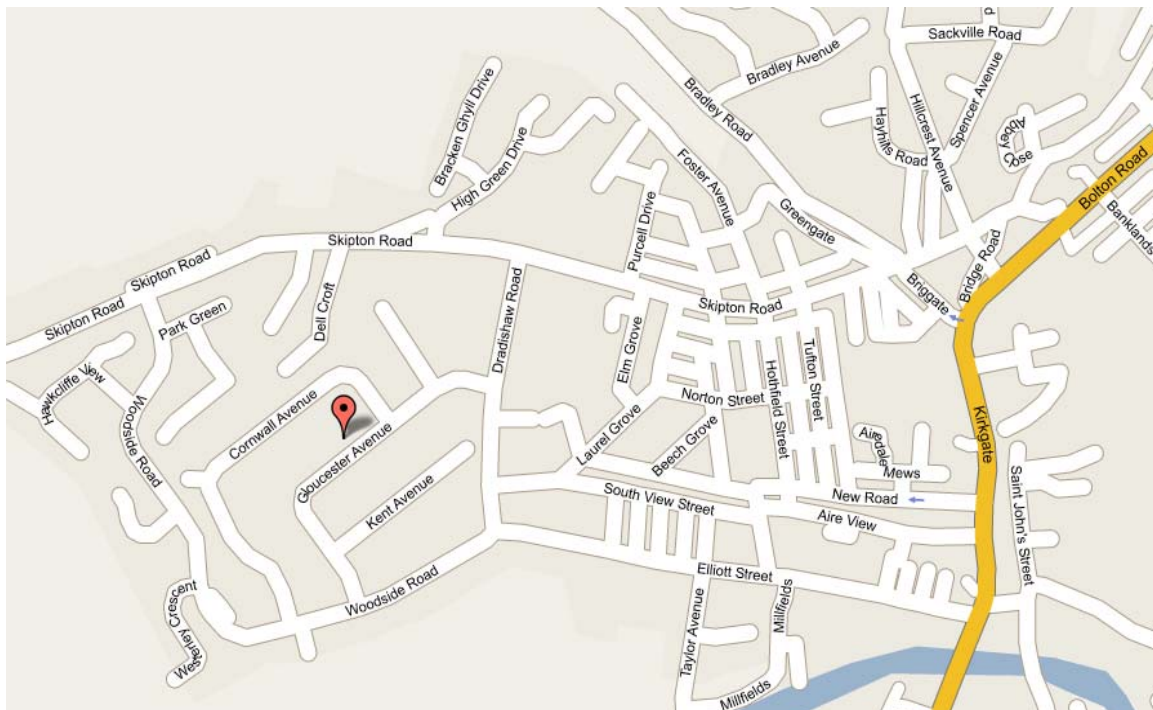 d
Sackville Road
Bradley Avenue
Bradley Road
Bracken Ghyll Drive
Hayhills Road
Hillcrest Avenue
Spencer Avenue
Abbey Close
Bolton Road
Foster Avenue
High Green Drive
Banklands
Greengate
Purcell Drive
Skipton Road
Skipton Road
Bridge Road
Briggate
Skipton Road
Skipton Road
Dell Croft
Dradishaw Road
Park Green
Elm Grove
Tufton Street
Hothfield Street
Hawkcliffe View
Woodside Road
Norton Street
Cornwall Avenue
Kirkgate
Laurel Grove
Beech Grove
Airedale
Mews
Gloucester Avenue
Kent Avenue
New Road
South View Street
Aire View
Saint John's Street
Elliott Street
Westerley Crescent
Woodside Road
Taylor Avenue
Millfields
Millfields